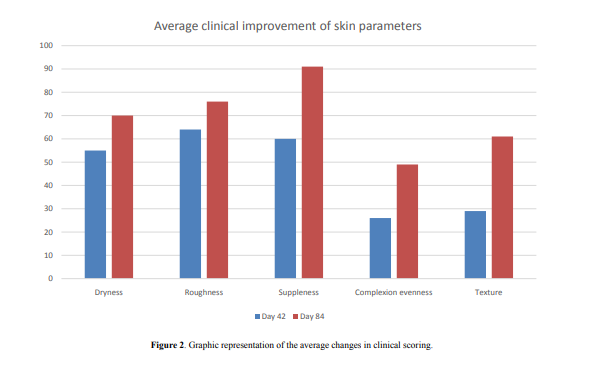 Average clinical improvement of skin parameters
100
90
80
70
60
50
40
30
20
10
0
Dryness Roughness Suppleness Complexion evenness Texture
Day 42 Day 84
Figure 2. Graphic representation of the average changes in clinical scoring.